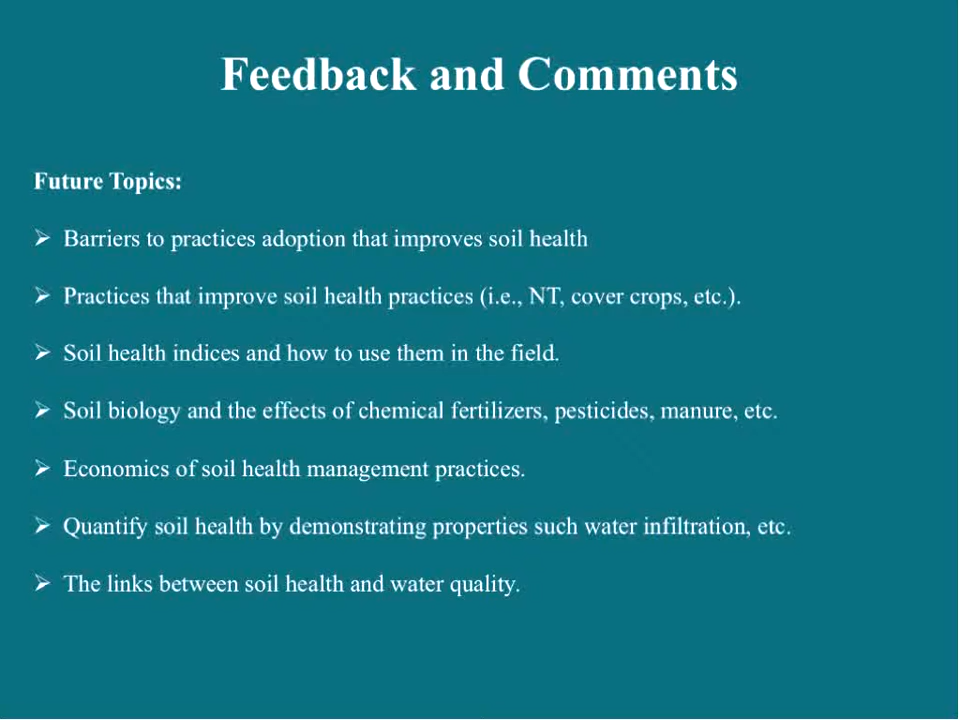 Feedback and Comments
Future Topics:
➢ Barriers to practices adoption that improves soil health
➢ Practices that improve soil health practices (i.e., NT, cover crops, etc.).
➢ Soil health indices and how to use them in the field.
➢ Soil biology and the effects of chemical fertilizers, pesticides, manure, etc.
➢ Economics of soil health management practices.
➢ Quantify soil health by demonstrating properties such water infiltration, etc.
➢ The links between soil health and water quality.